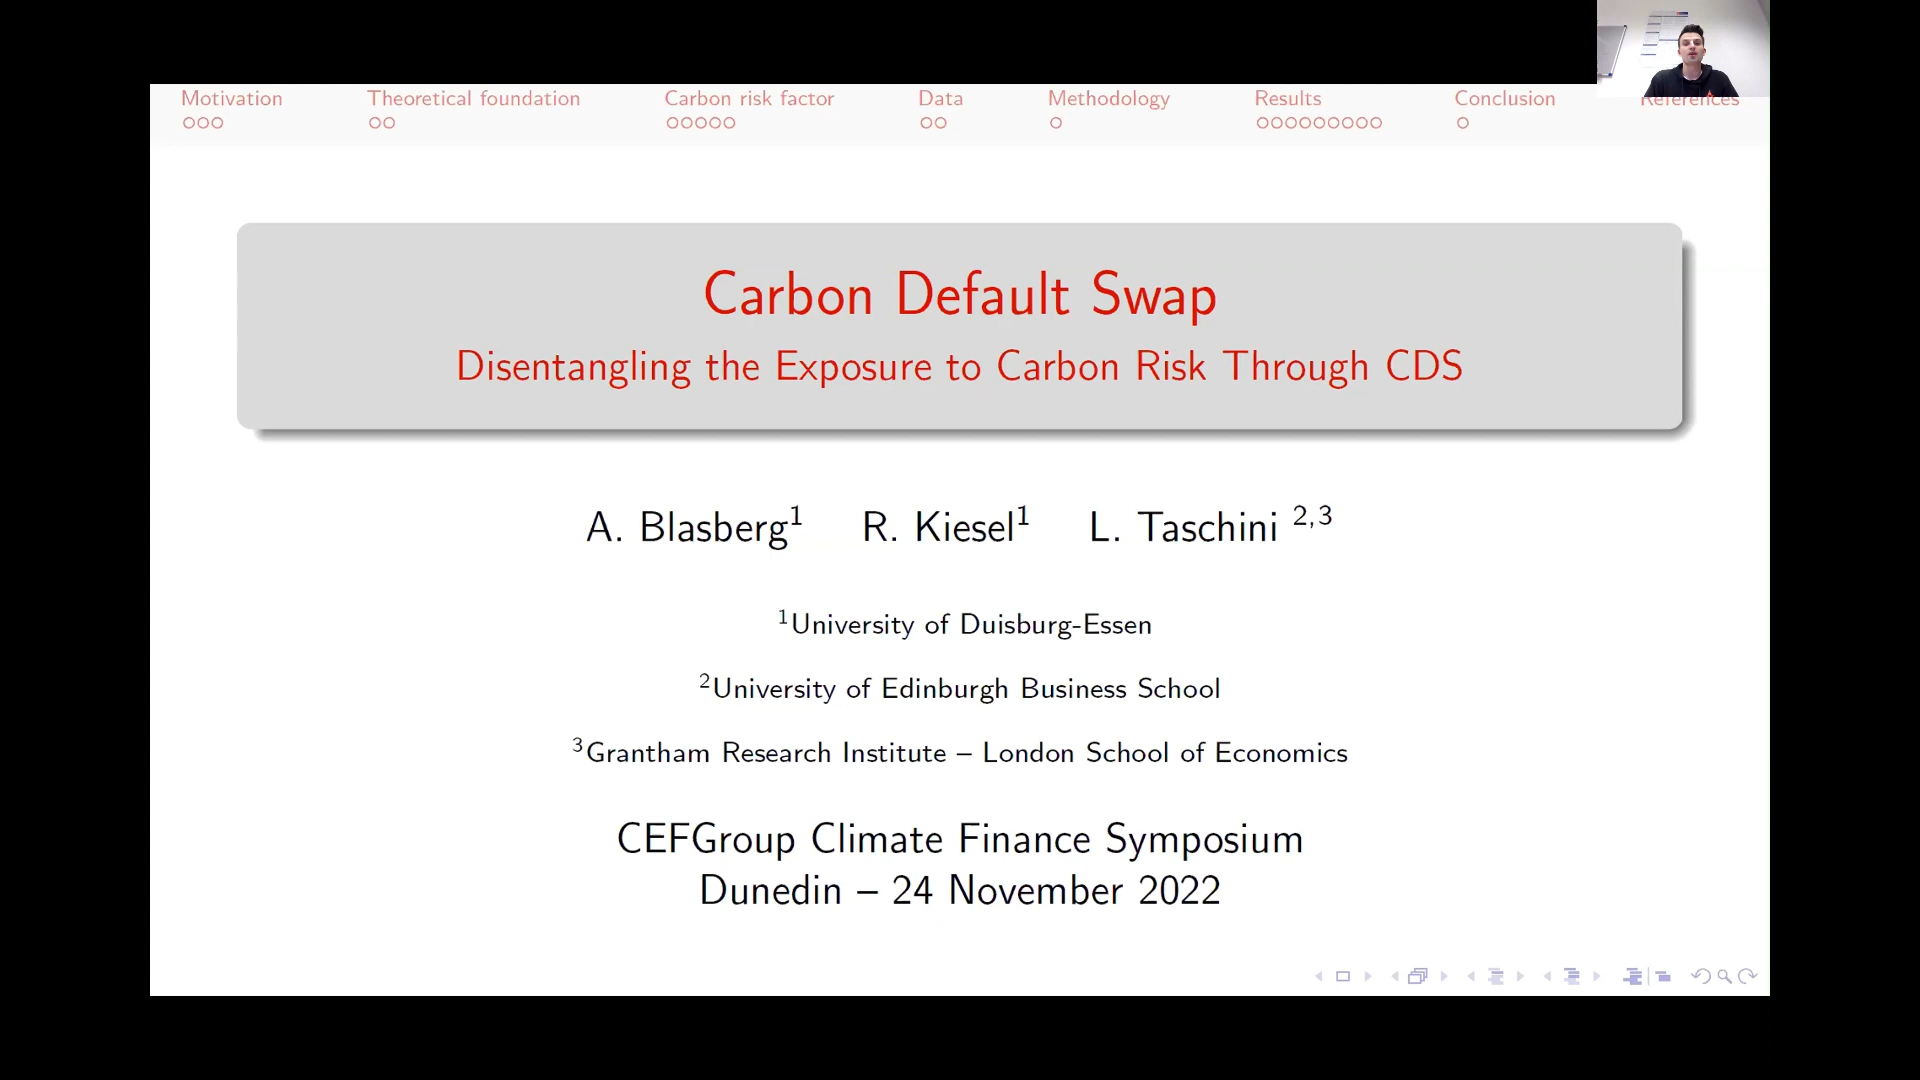 Motivation Theoretical foundation Carbon risk factor Data Methodology Results Conclusion References
Carbon Default Swap
Disentangling the Exposure to Carbon Risk Through CDS
A. Blasberg¹ R. Kiesel¹ L. Taschini ²,³
¹University of Duisburg-Essen
²University of Edinburgh Business School
³Grantham Research Institute – London School of Economics
CEFGroup Climate Finance Symposium
Dunedin – 24 November 2022